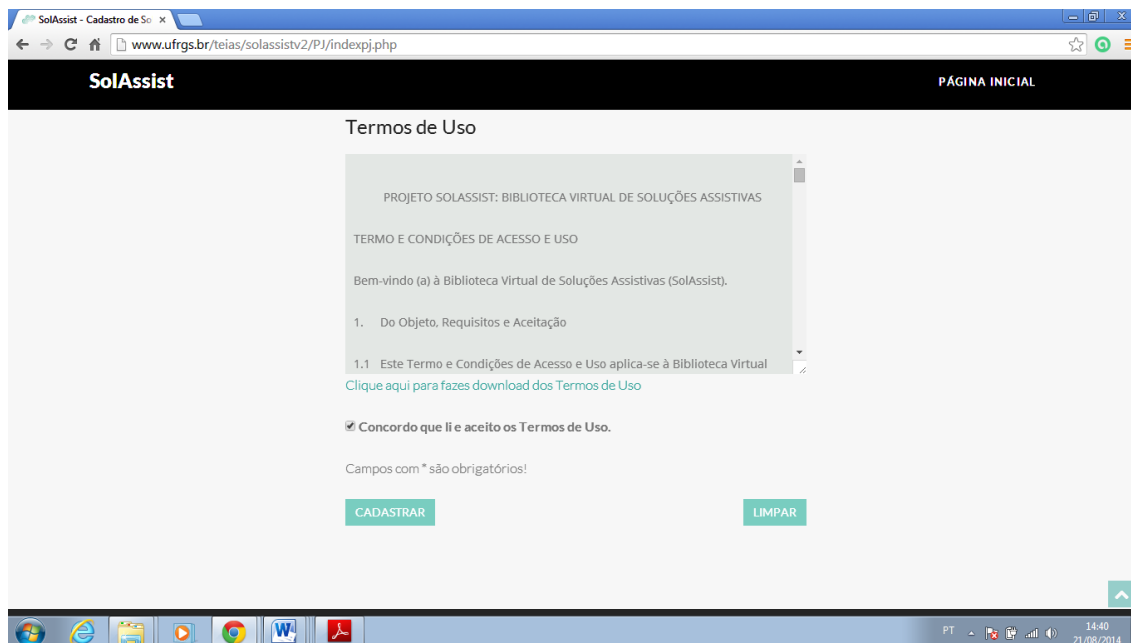 SolAssist - Cadastro de So
www.ufrgs.br/teias/solassistv2/PJ/indexpj.php
SolAssist
PÁGINA INICIAL
Termos de Uso
PROJETO SOLASSIST: BIBLIOTECA VIRTUAL DE SOLUÇÕES ASSISTIVAS
TERMO E CONDIÇÕES DE ACESSO E USO
Bem-vindo (a) à Biblioteca Virtual de Soluções Assistivas (SolAssist).
1. Do Objeto, Requisitos e Aceitação
1.1 Este Termo e Condições de Acesso e Uso aplica-se à Biblioteca Virtual
Clique aqui para fazes download dos Termos de Uso
Concordo que li e aceito os Termos de Uso.
Campos com * são obrigatórios!
CADASTRAR
LIMPAR
PT
14:40
21/08/2014